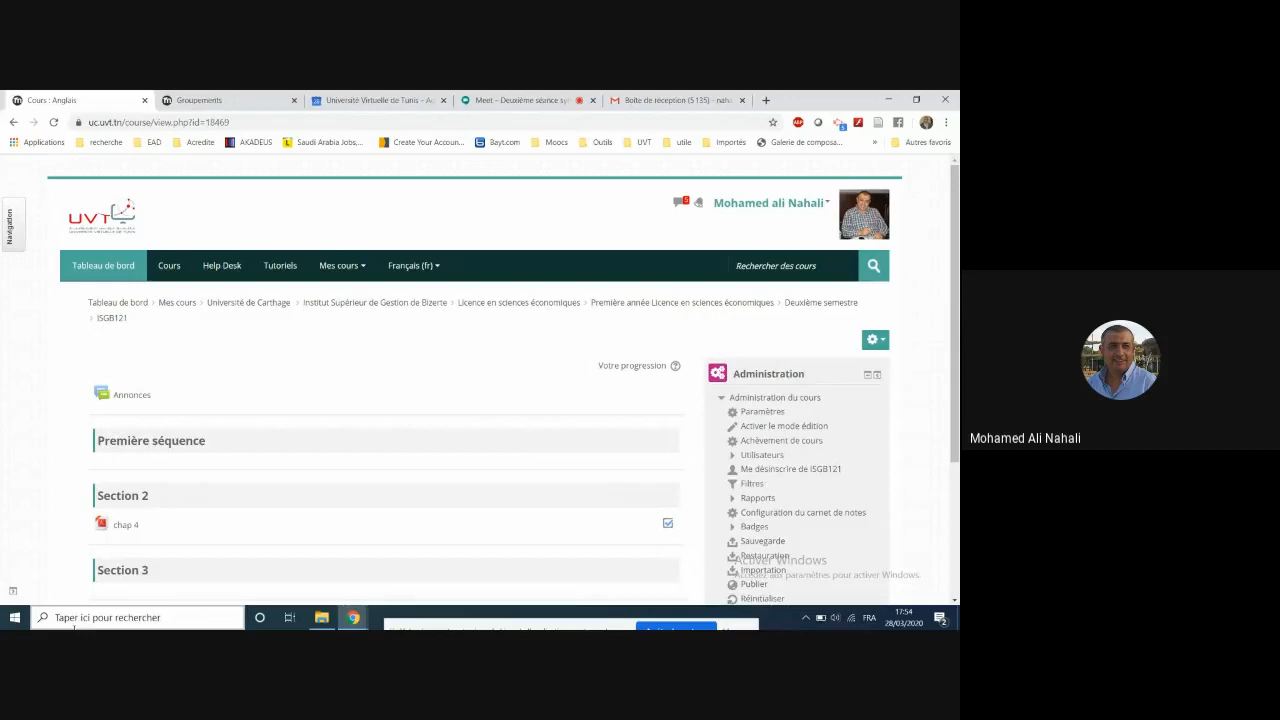 Cours : Anglais
Groupements
Université Virtuelle de Tunis – A
Meet – Deuxième séance sy
Boîte de réception (5 135) – naha
uc.uvt.tn/course/view.php?id=18469
Applications
recherche
EAD
Acredite
AKADEUS
Saudi Arabia Jobs,...
Create Your Accoun...
Bayt.com
Moocs
Outils
UVT
utile
Importés
Galerie de composa...
»
Autres favoris
Navigation
UVT
5
Mohamed ali Nahali
Tableau de bord
Cours
Help Desk
Tutoriels
Mes cours
Français (fr)
Rechercher des cours
Tableau de bord > Mes cours > Université de Carthage > Institut Supérieur de Gestion de Bizerte > Licence en sciences économiques > Première année Licence en sciences économiques > Deuxième semestre
> ISGB121
Votre progression
Annonces
Première séquence
Section 2
chap 4
Section 3
Administration
Administration du cours
Paramètres
Activer le mode édition
Achèvement de cours
Utilisateurs
Me désinscrire de ISGB121
Filtres
Rapports
Configuration du carnet de notes
Badges
Sauvegarde
Restauration
Importation
Publier
Réinitialiser
Activer Windows
Accédez aux paramètres pour activer Windows.
Taper ici pour rechercher
FRA
17:54
28/03/2020
2
Mohamed Ali Nahali